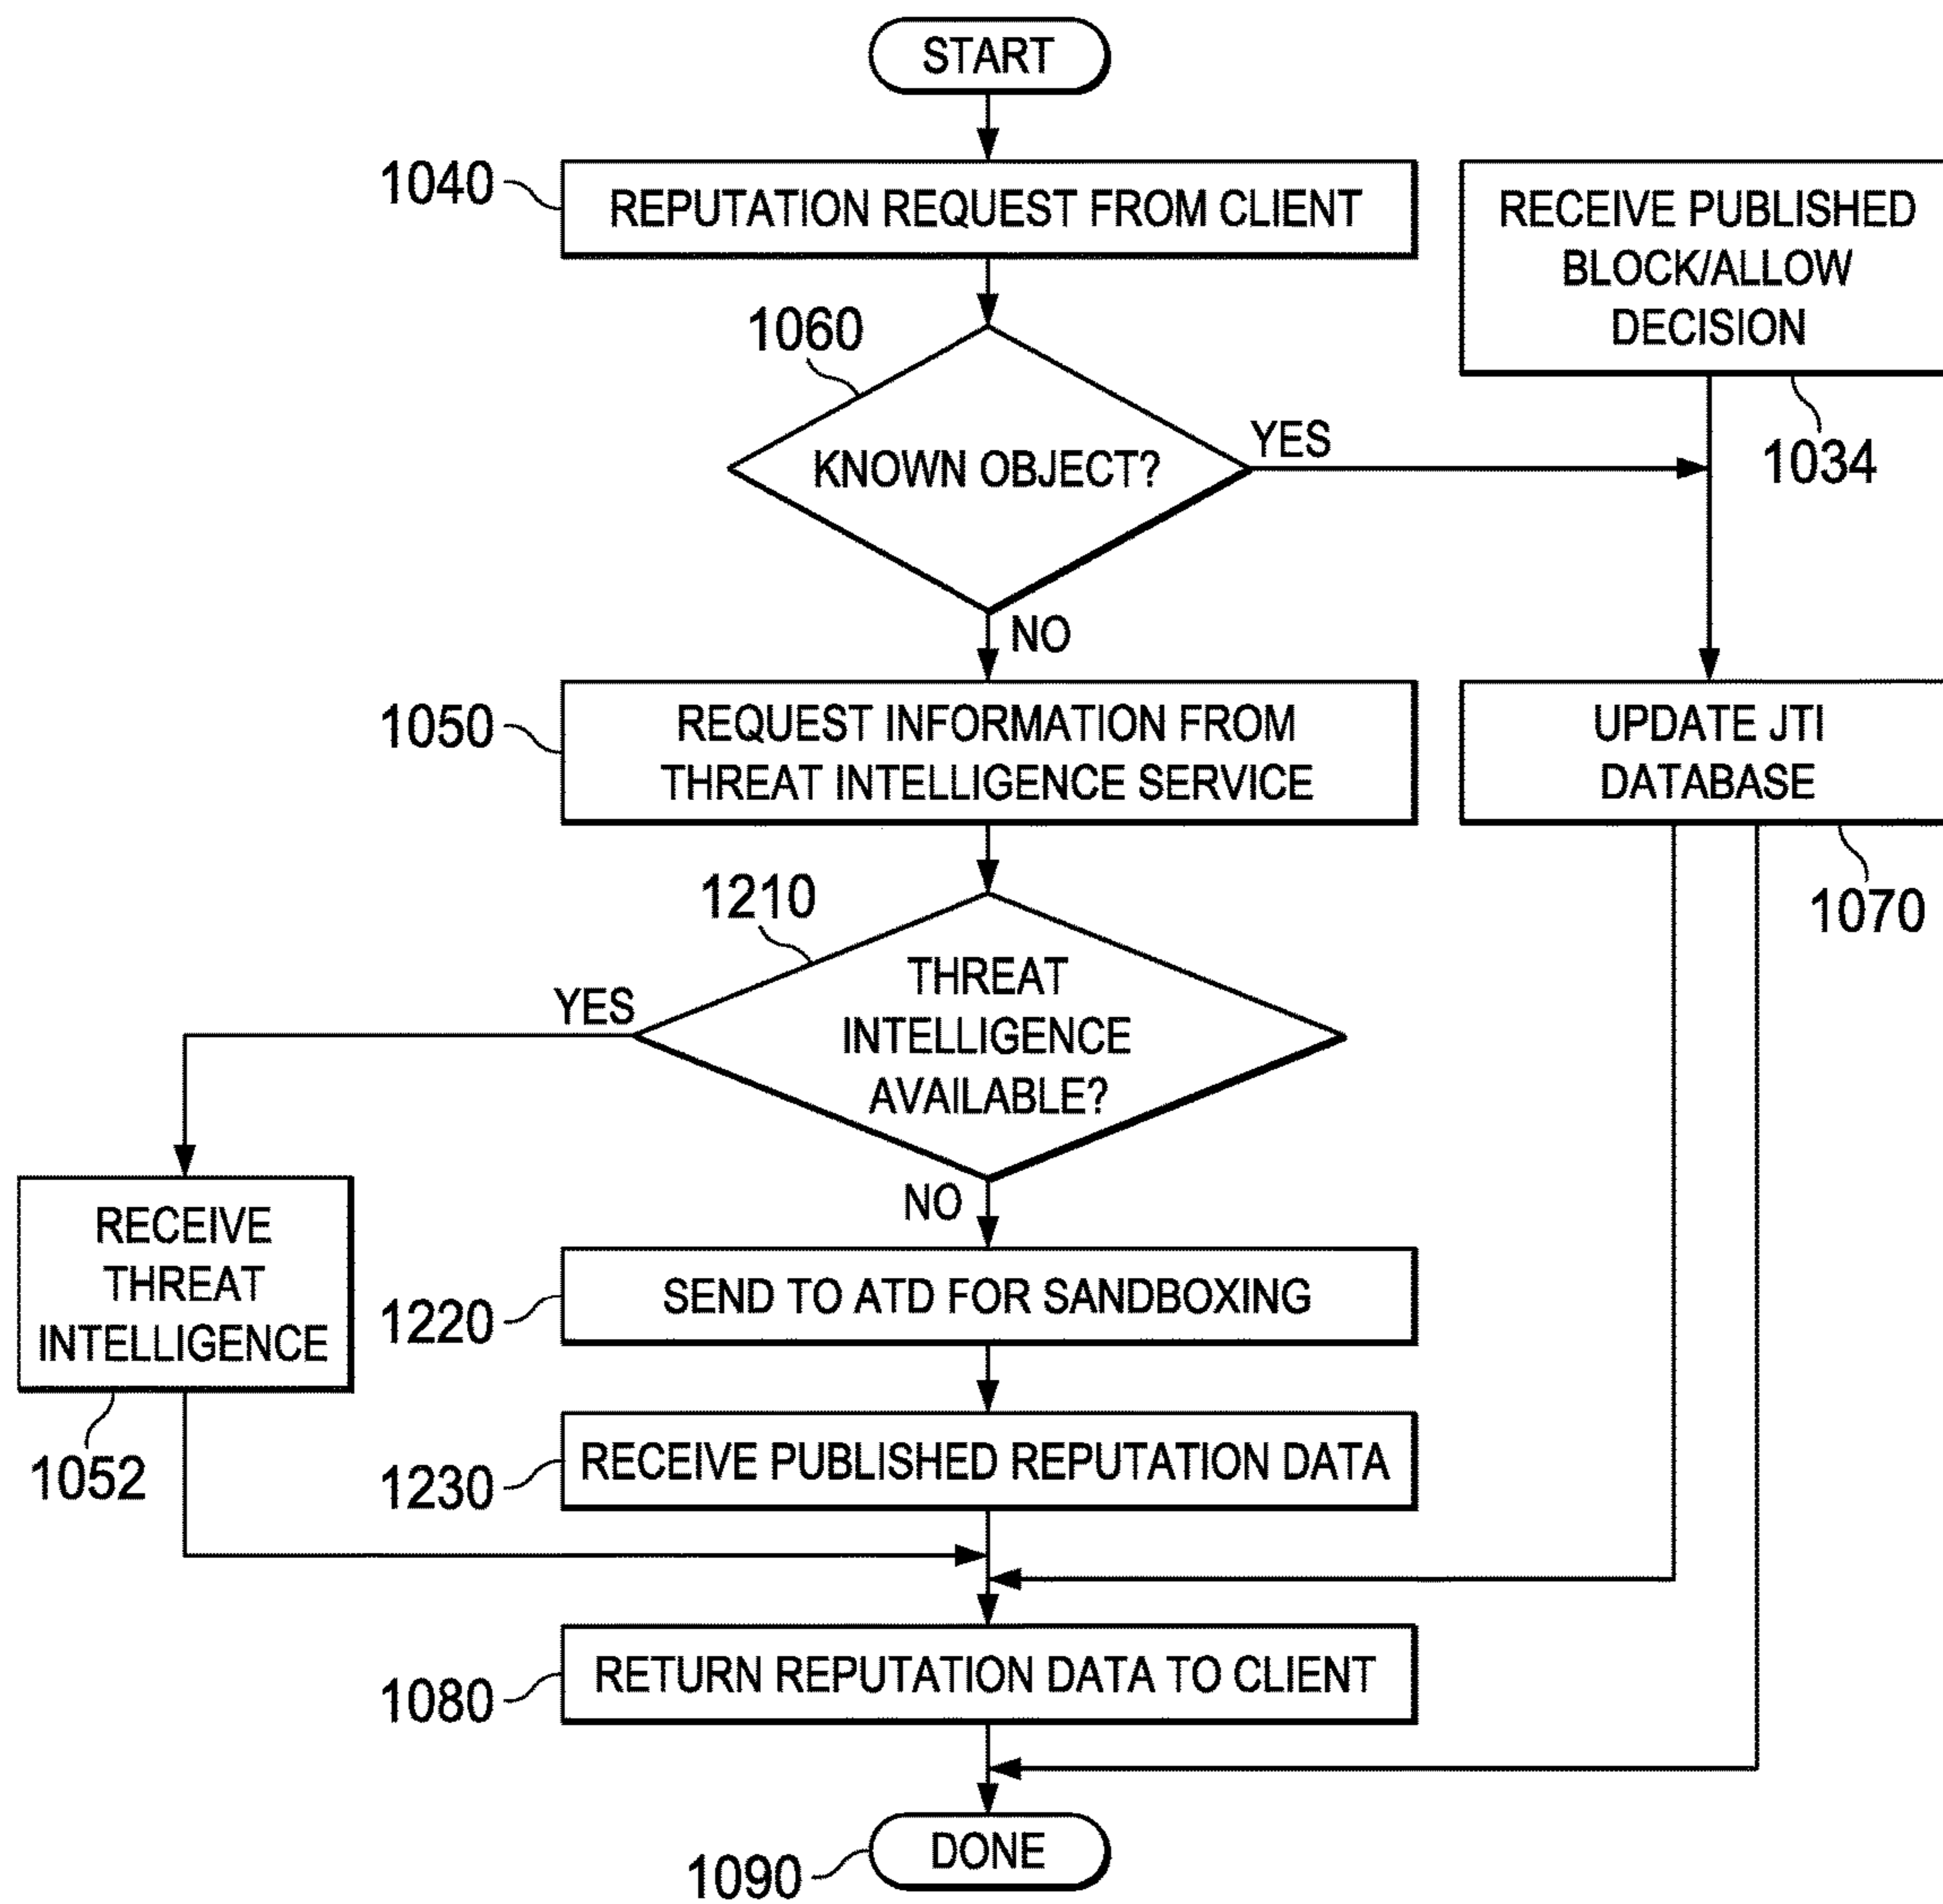 START
1040
REPUTATION REQUEST FROM CLIENT
RECEIVE PUBLISHED
BLOCK/ALLOW
DECISION
1034
1060
KNOWN OBJECT?
YES
NO
1050
REQUEST INFORMATION FROM
THREAT INTELLIGENCE SERVICE
UPDATE JTI
DATABASE
1070
1210
THREAT
INTELLIGENCE
AVAILABLE?
YES
NO
RECEIVE
THREAT
INTELLIGENCE
1052
1220
SEND TO ATD FOR SANDBOXING
1230
RECEIVE PUBLISHED REPUTATION DATA
1080
RETURN REPUTATION DATA TO CLIENT
1090
DONE